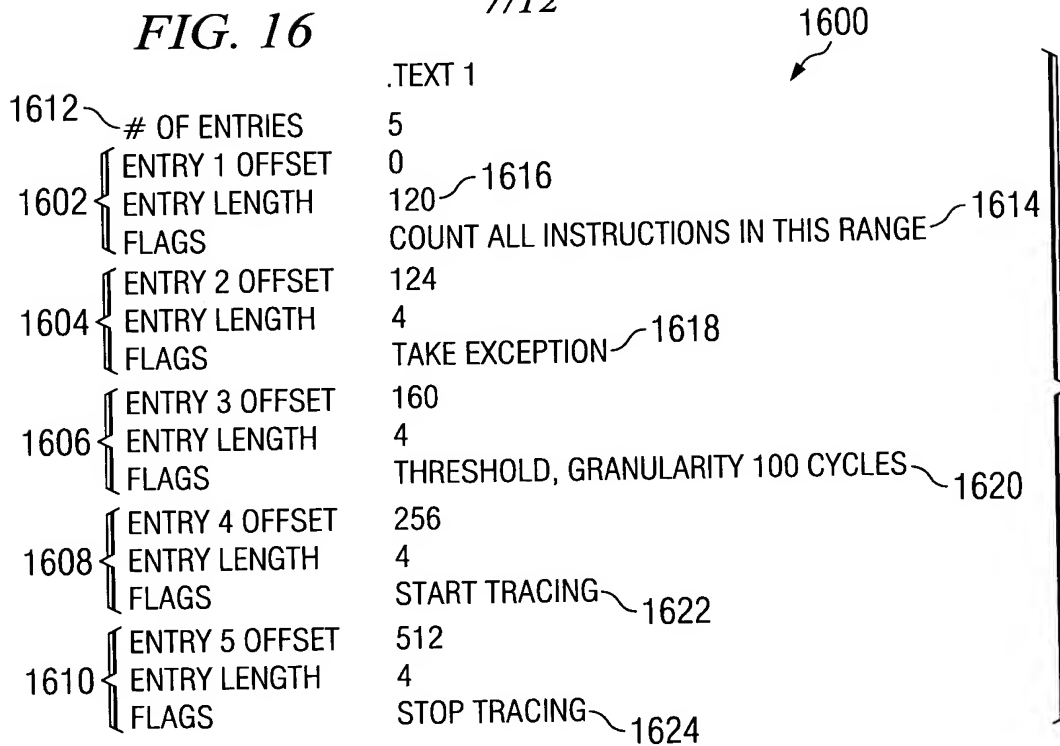 FIG. 16
7/12
1600
.TEXT 1
1612 # OF ENTRIES 5
1602 ENTRY 1 OFFSET 0
ENTRY LENGTH 120 1616
FLAGS COUNT ALL INSTRUCTIONS IN THIS RANGE 1614
1604 ENTRY 2 OFFSET 124
ENTRY LENGTH 4
FLAGS TAKE EXCEPTION 1618
1606 ENTRY 3 OFFSET 160
ENTRY LENGTH 4
FLAGS THRESHOLD, GRANULARITY 100 CYCLES 1620
1608 ENTRY 4 OFFSET 256
ENTRY LENGTH 4
FLAGS START TRACING 1622
1610 ENTRY 5 OFFSET 512
ENTRY LENGTH 4
FLAGS STOP TRACING 1624